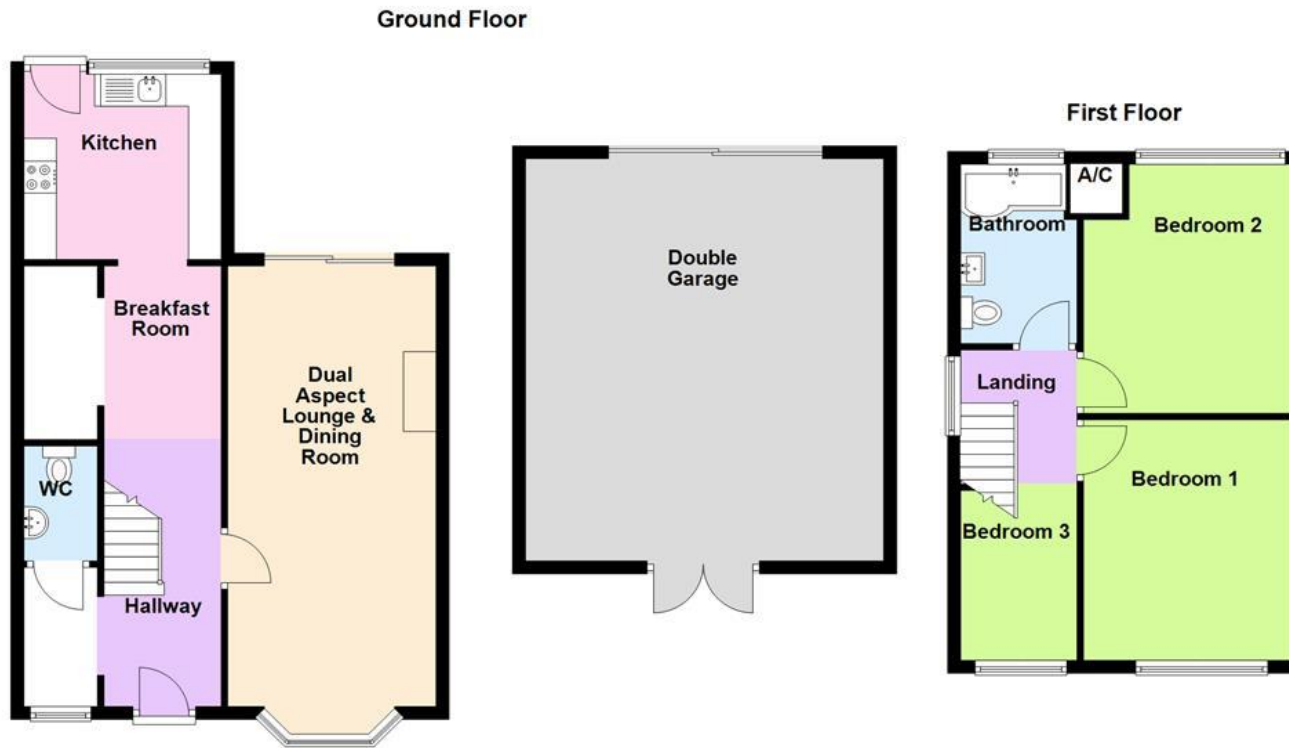 Ground Floor
Kitchen
Breakfast
Room
Dual
Aspect
Lounge &
Dining
Room
WC
Hallway
Double
Garage
First Floor
A/C
Bathroom
Bedroom 2
Landing
Bedroom 1
Bedroom 3